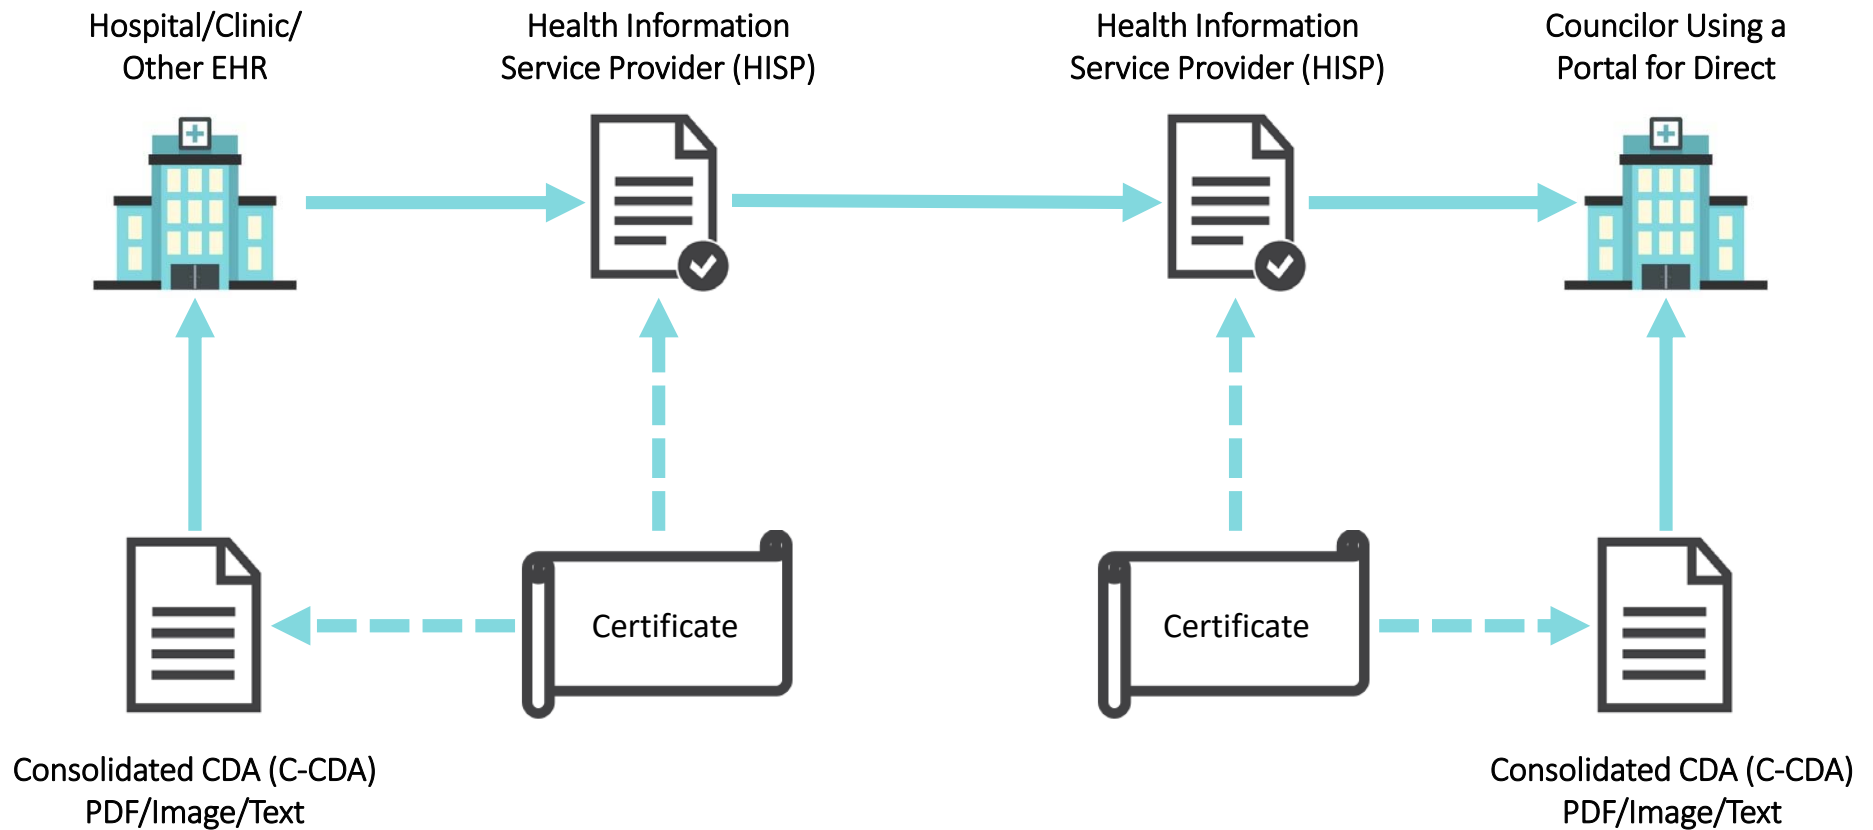 Hospital/Clinic/
Other EHR
Health Information
Service Provider (HISP)
Health Information
Service Provider (HISP)
Councilor Using a
Portal for Direct
Certificate
Certificate
Consolidated CDA (C-CDA)
PDF/Image/Text
Consolidated CDA (C-CDA)
PDF/Image/Text